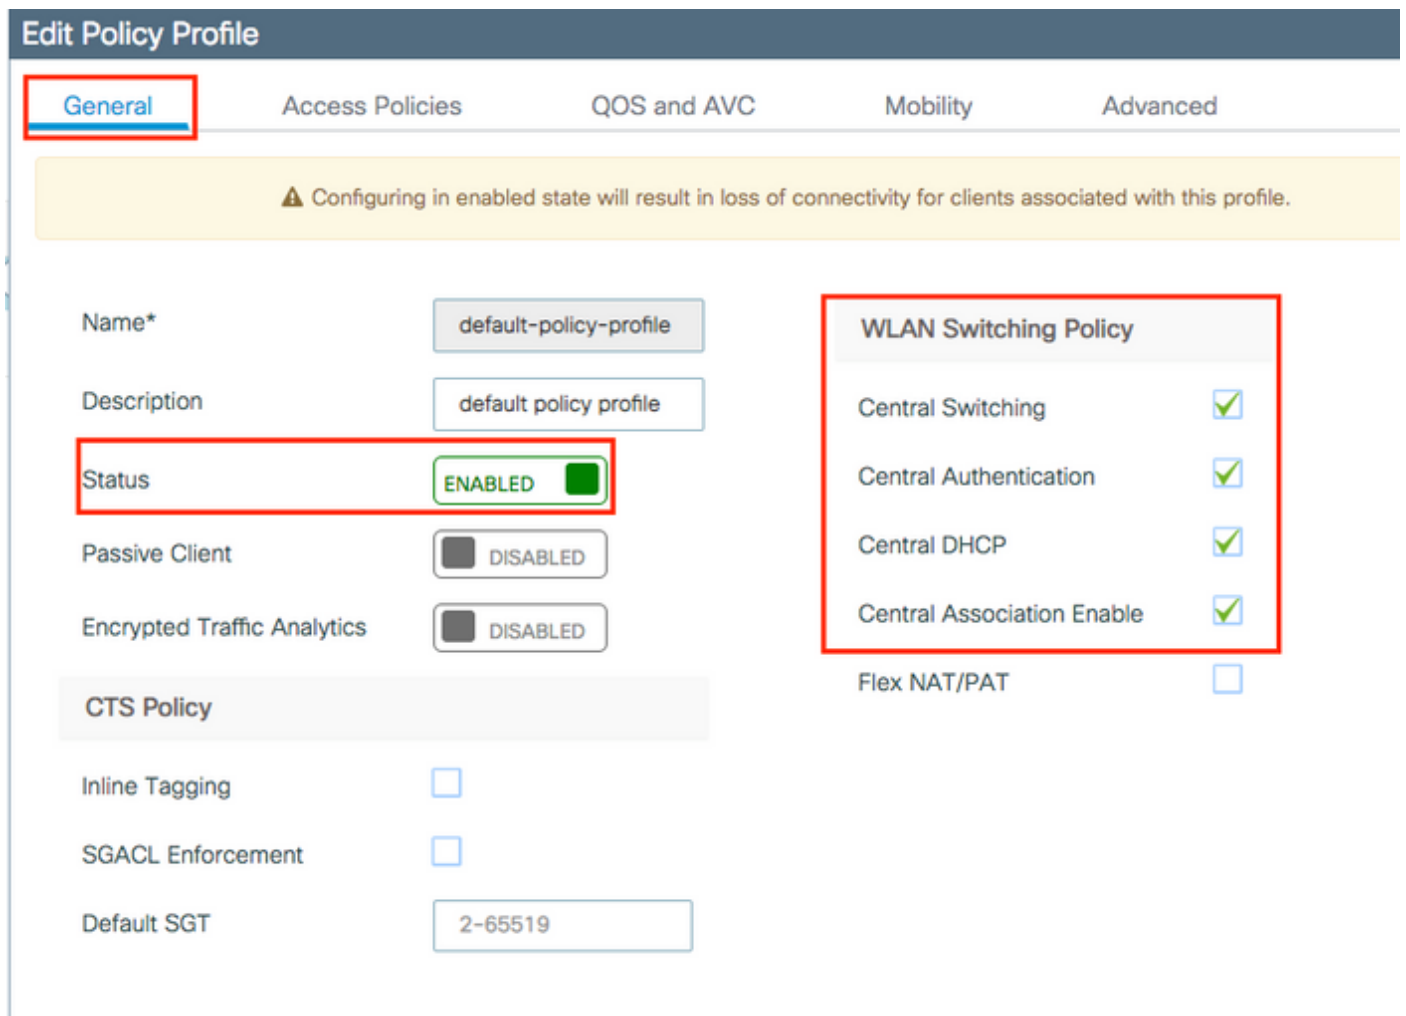 Edit Policy Profile
General Access Policies QOS and AVC Mobility Advanced
Configuring in enabled state will result in loss of connectivity for clients associated with this profile.
Name* default-policy-profile
Description default policy profile
Status ENABLED
Passive Client DISABLED
Encrypted Traffic Analytics DISABLED
CTS Policy
Inline Tagging
SGACL Enforcement
Default SGT 2-65519
WLAN Switching Policy
Central Switching
Central Authentication
Central DHCP
Central Association Enable
Flex NAT/PAT